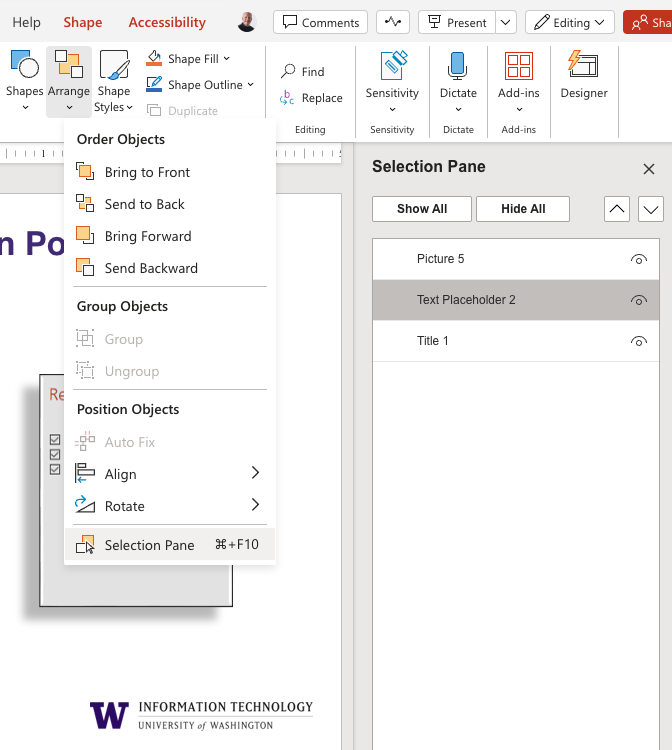 Help Shape Accessibility Comments Present Editing Sha
Shapes Arrange Shape Styles
Shape Fill
Shape Outline
Duplicate
Find
Replace
Editing
Sensitivity
Sensitivity
Dictate
Dictate
Add-ins
Add-ins
Designer
Order Objects
Bring to Front
Send to Back
Bring Forward
Send Backward
Group Objects
Group
Ungroup
Position Objects
Auto Fix
Align
Rotate
Selection Pane ⌘+F10
1
n Po
Re
W INFORMATION TECHNOLOGY
UNIVERSITY of WASHINGTON
Selection Pane
Show All Hide All
Picture 5
Text Placeholder 2
Title 1